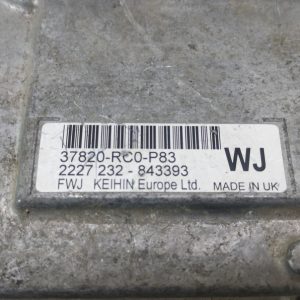 37820-RC0-P83
2227 232 - 843393
WJ
FWJ KEIHIN Europe Ltd. MADE IN UK